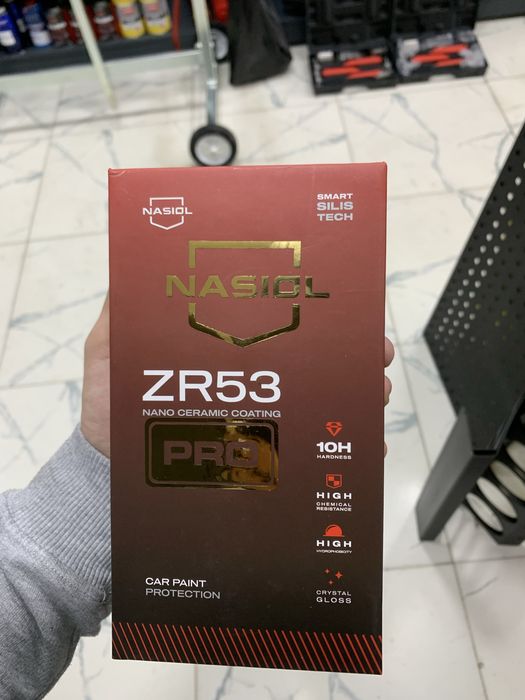 NASIOL
SMART
SILIS
TECH
NASIOL
ZR53
NANO CERAMIC COATING
PRO
10H
HARDNESS
HIGH
CHEMICAL
RESISTANCE
HIGH
HYDROPHOBICITY
CRYSTAL
GLOSS
CAR PAINT
PROTECTION